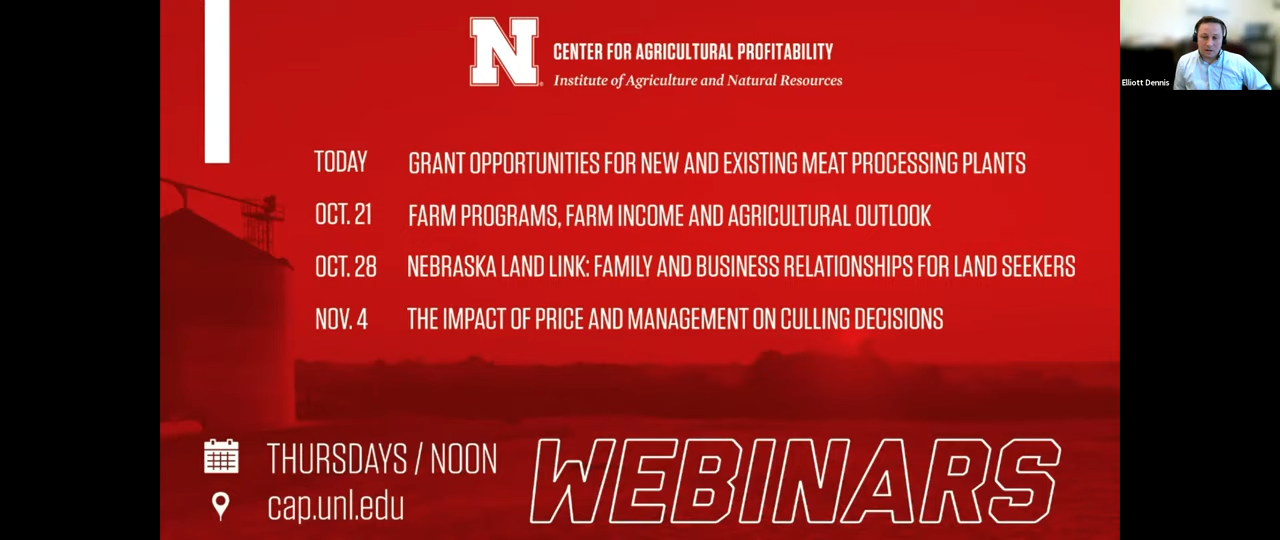 N
CENTER FOR AGRICULTURAL PROFITABILITY
Institute of Agriculture and Natural Resources
Elliott Dennis
TODAY GRANT OPPORTUNITIES FOR NEW AND EXISTING MEAT PROCESSING PLANTS
OCT. 21 FARM PROGRAMS, FARM INCOME AND AGRICULTURAL OUTLOOK
OCT. 28 NEBRASKA LAND LINK: FAMILY AND BUSINESS RELATIONSHIPS FOR LAND SEEKERS
NOV. 4 THE IMPACT OF PRICE AND MANAGEMENT ON CULLING DECISIONS
THURSDAYS / NOON
cap.unl.edu
WEBINARS